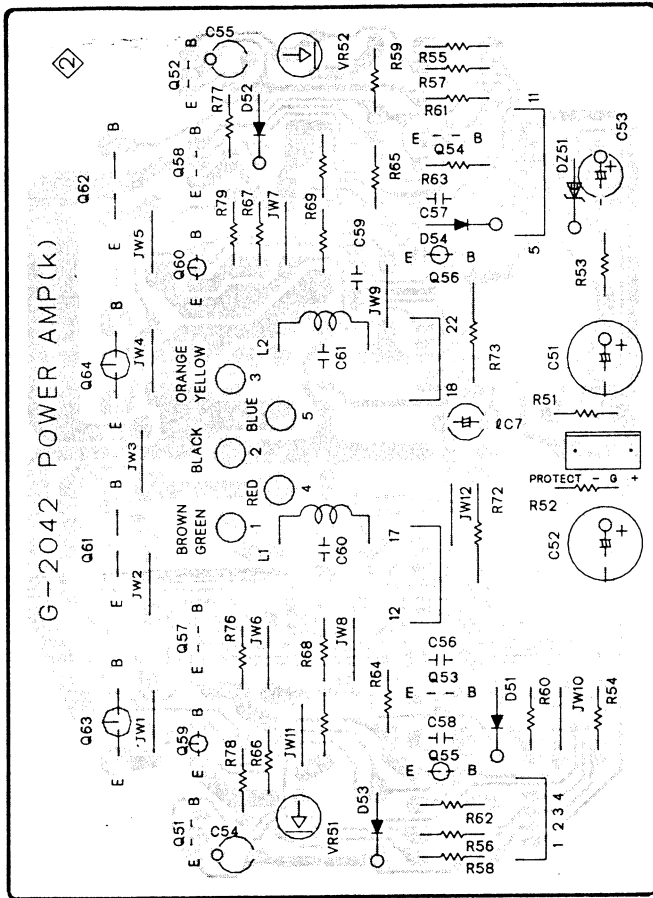 G-2042 POWER AMP(k)
2
Q63 Q61 Q64 Q62
E B E B E B E B
JW1 JW2 JW3 JW4 JW5
Q51 Q59 Q57 Q60 Q58 Q52
E B E B E B E B E B E B
BROWN GREEN BLACK ORANGE YELLOW
1 2 3
RED BLUE
4 5
C54 R78 R76 R79 R77 C55
R66 JW6 L1 L2 R67 D52
JW11 JW7
VR51 R68 C60 C61 R69 VR52
JW8 C59
D53 R64 JW9 R65 R59
R62 R56 R58
E B E B
Q55 C58 Q53 C56
12 17 18 22
E B E B
Q56 D54 C57 R63 Q54 R61 R57 R55
D51 JW12 R72 ℓC7 R73
1 2 3 4
R60 JW10 R54
5 11
C52 R52 R51 C51 R53 DZ51 C53
PROTECT - G +
+ + - +